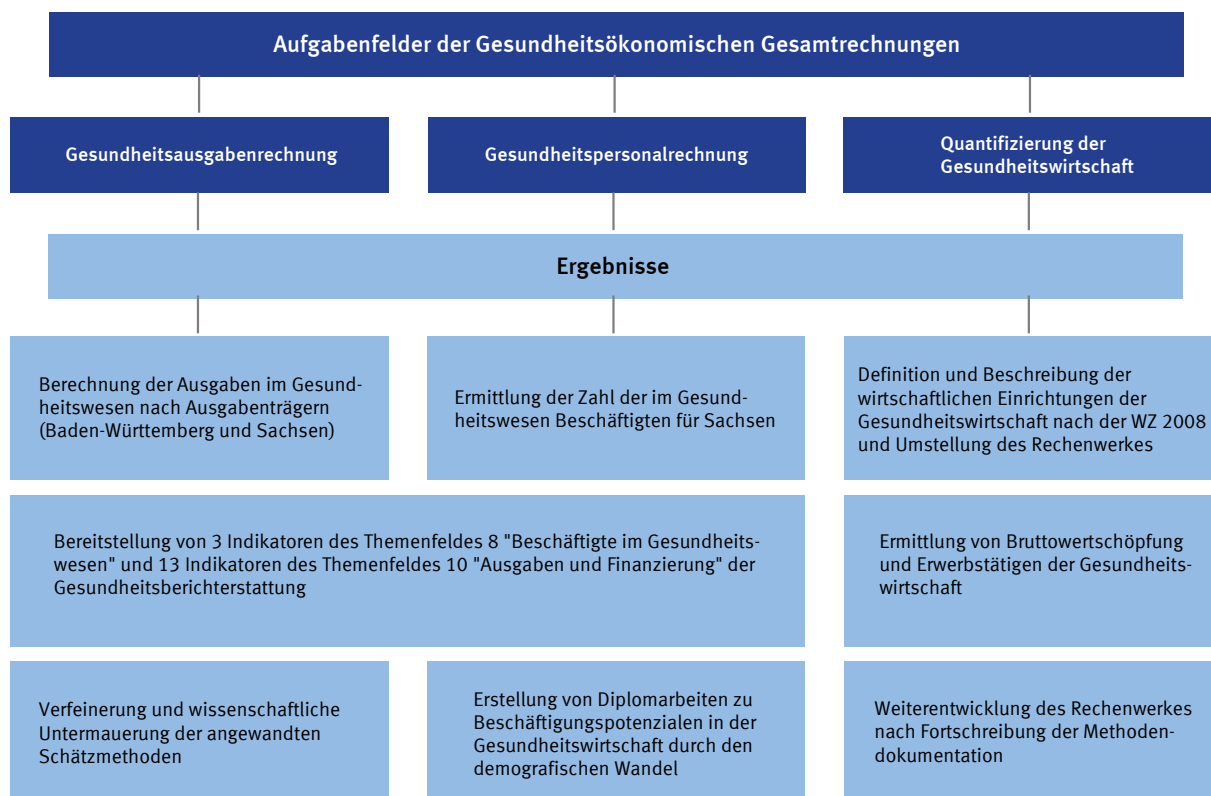 Aufgabenfelder der Gesundheitsökonomischen Gesamtrechnungen
Gesundheitsausgabenrechnung
Gesundheitspersonalrechnung
Quantifizierung der
Gesundheitswirtschaft
Ergebnisse
Berechnung der Ausgaben im Gesund-
heitswesen nach Ausgabenträgern
(Baden-Württemberg und Sachsen)
Ermittlung der Zahl der im Gesund-
heitswesen Beschäftigten für Sachsen
Definition und Beschreibung der
wirtschaftlichen Einrichtungen der
Gesundheitswirtschaft nach der WZ 2008
und Umstellung des Rechenwerkes
Bereitstellung von 3 Indikatoren des Themenfeldes 8 "Beschäftigte im Gesundheits-
wesen" und 13 Indikatoren des Themenfeldes 10 "Ausgaben und Finanzierung" der
Gesundheitsberichterstattung
Ermittlung von Bruttowertschöpfung
und Erwerbstätigen der Gesundheits-
wirtschaft
Verfeinerung und wissenschaftliche
Untermauerung der angewandten
Schätzmethoden
Erstellung von Diplomarbeiten zu
Beschäftigungspotenzialen in der
Gesundheitswirtschaft durch den
demografischen Wandel
Weiterentwicklung des Rechenwerkes
nach Fortschreibung der Methoden-
dokumentation